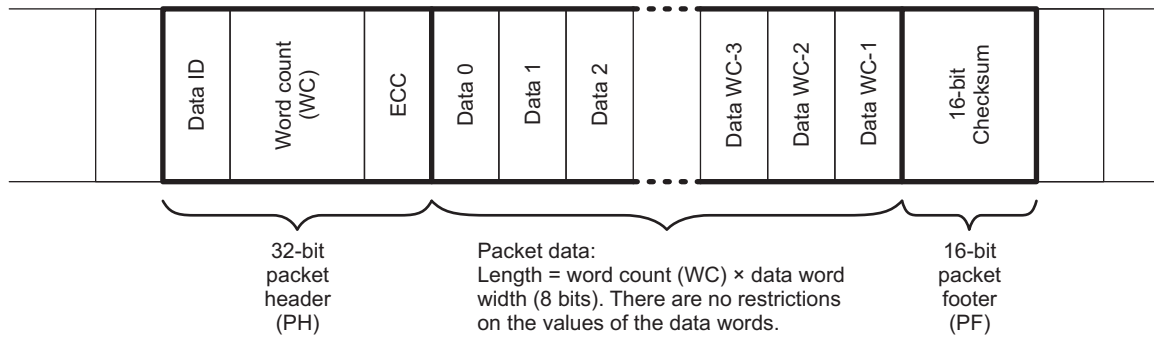 Data ID
Word count
(WC)
ECC
Data 0
Data 1
Data 2
Data WC-3
Data WC-2
Data WC-1
16-bit
Checksum
32-bit
packet
header
(PH)
Packet data:
Length = word count (WC) × data word
width (8 bits). There are no restrictions
on the values of the data words.
16-bit
packet
footer
(PF)